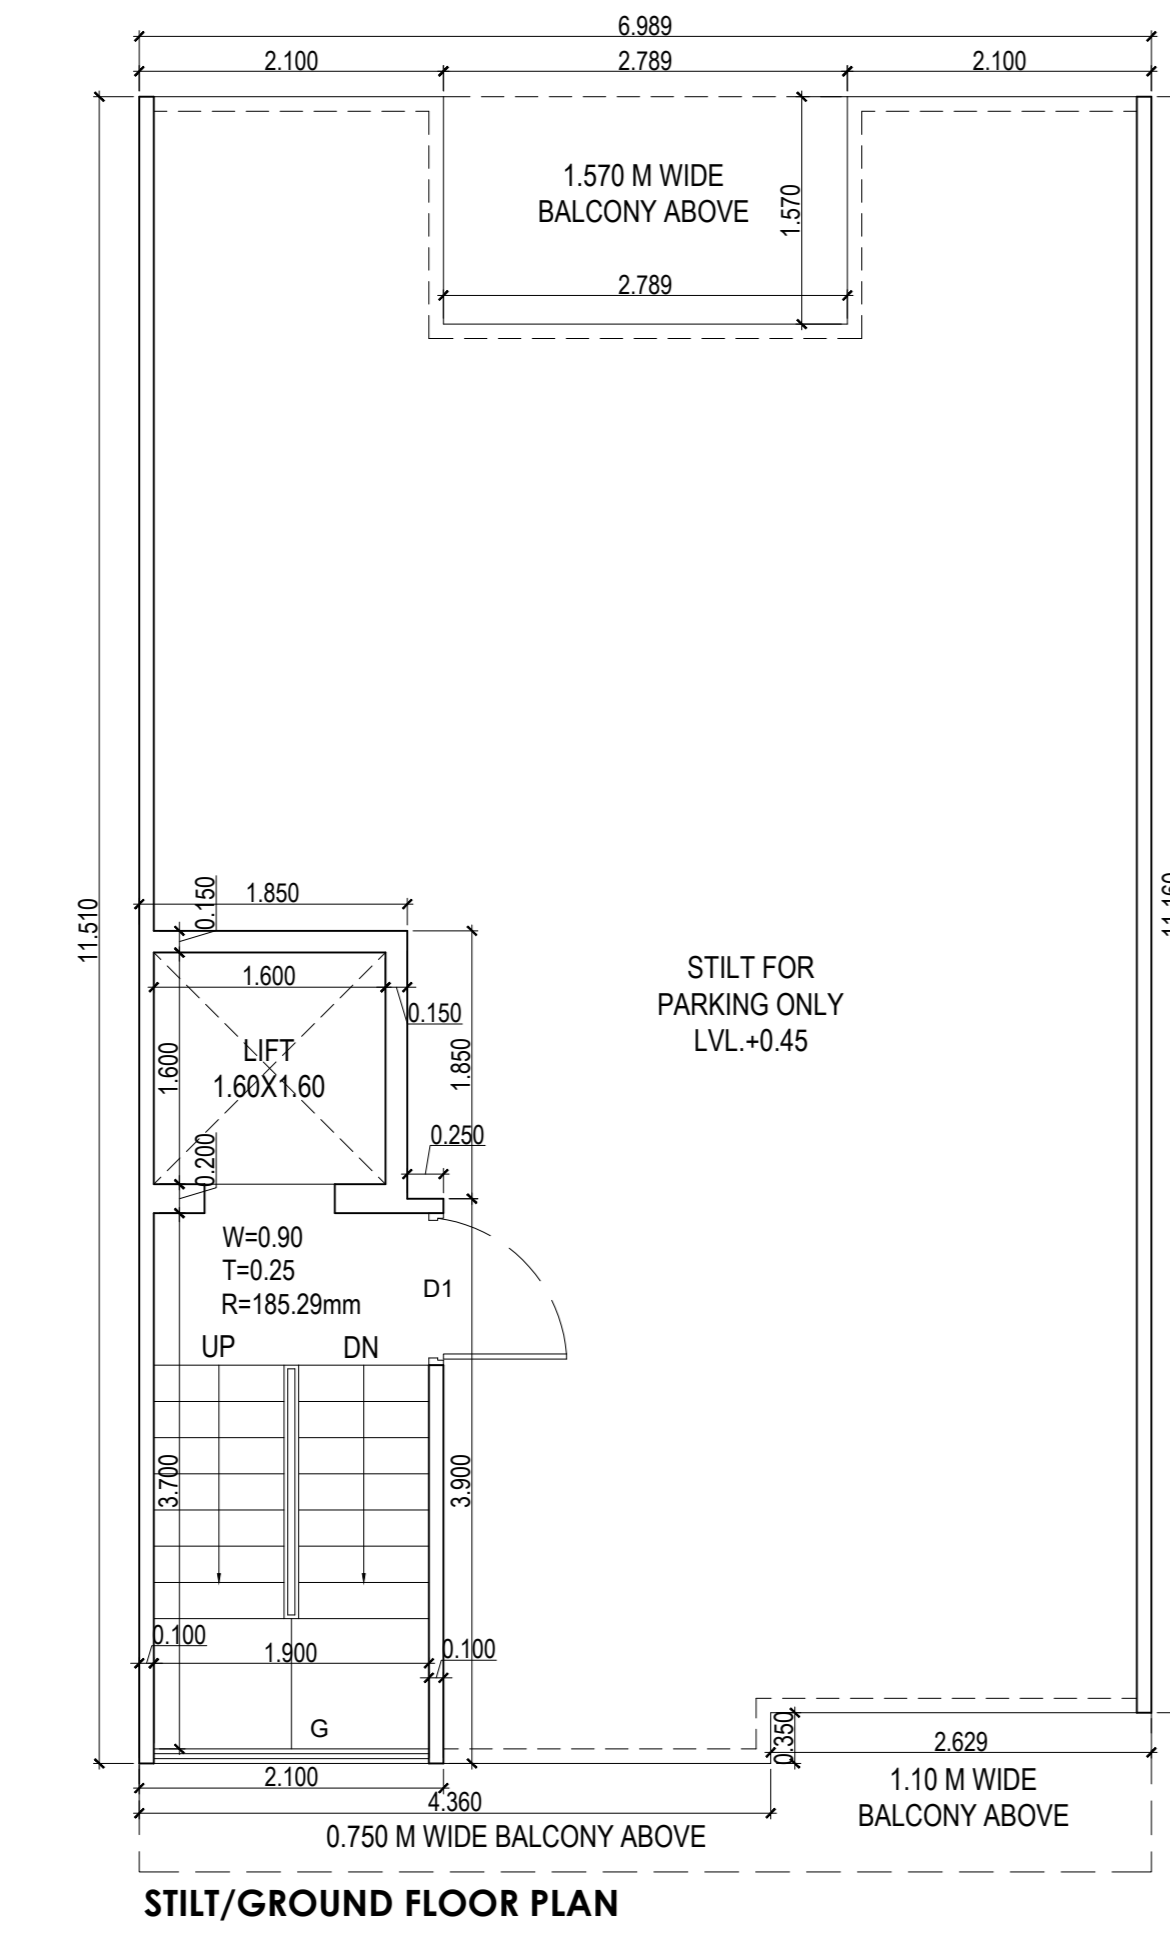 6.989
2.100
2.789
2.100
1.570 M WIDE
BALCONY ABOVE
1.570
2.789
11.510
11.160
0.150
1.850
1.600
0.150
LIFT
1.60X1.60
1.600
1.850
STILT FOR
PARKING ONLY
LVL.+0.45
0.250
0.200
W=0.90
T=0.25
R=185.29mm
D1
UP
DN
3.700
3.900
0.100
1.900
0.100
G
0.350
2.629
2.100
4.360
1.10 M WIDE
BALCONY ABOVE
0.750 M WIDE BALCONY ABOVE
STILT/GROUND FLOOR PLAN